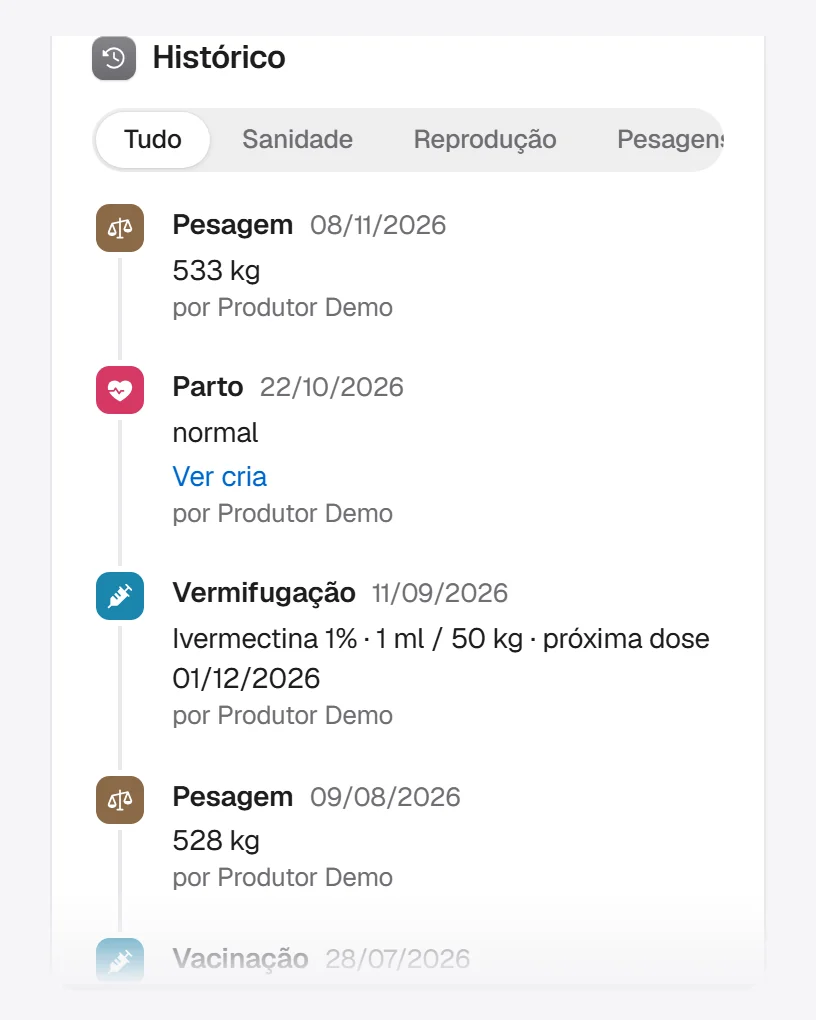 Histórico
Tudo Sanidade Reprodução Pesagens
Pesagem 08/11/2026
533 kg
por Produtor Demo
Parto 22/10/2026
normal
Ver cria
por Produtor Demo
Vermifugação 11/09/2026
Ivermectina 1% · 1 ml / 50 kg · próxima dose
01/12/2026
por Produtor Demo
Pesagem 09/08/2026
528 kg
por Produtor Demo
Vacinação 28/07/2026